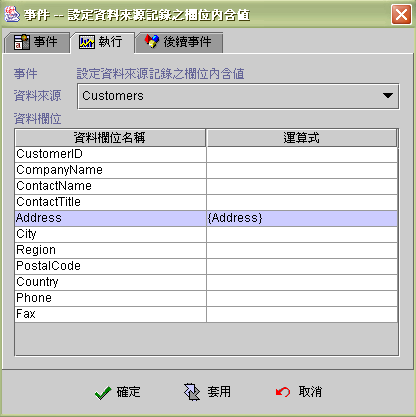 事件 -- 設定資料來源記錄之欄位內含值
事件 執行 後續事件
事件 設定資料來源記錄之欄位內含值
資料來源 Customers
資料欄位
資料欄位名稱 運算式
CustomerID
CompanyName
ContactName
ContactTitle
Address {Address}
City
Region
PostalCode
Country
Phone
Fax
確定 套用 取消